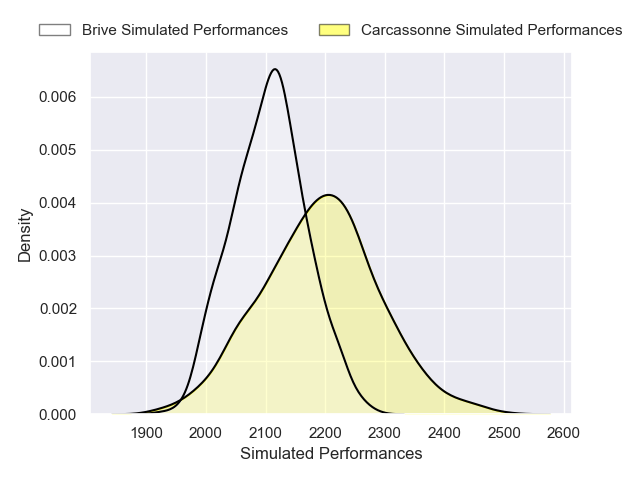 Brive Simulated Performances
Carcassonne Simulated Performances
0.006
0.005
0.004
0.003
0.002
0.001
0.000
Density
1900 2000 2100 2200 2300 2400 2500 2600
Simulated Performances